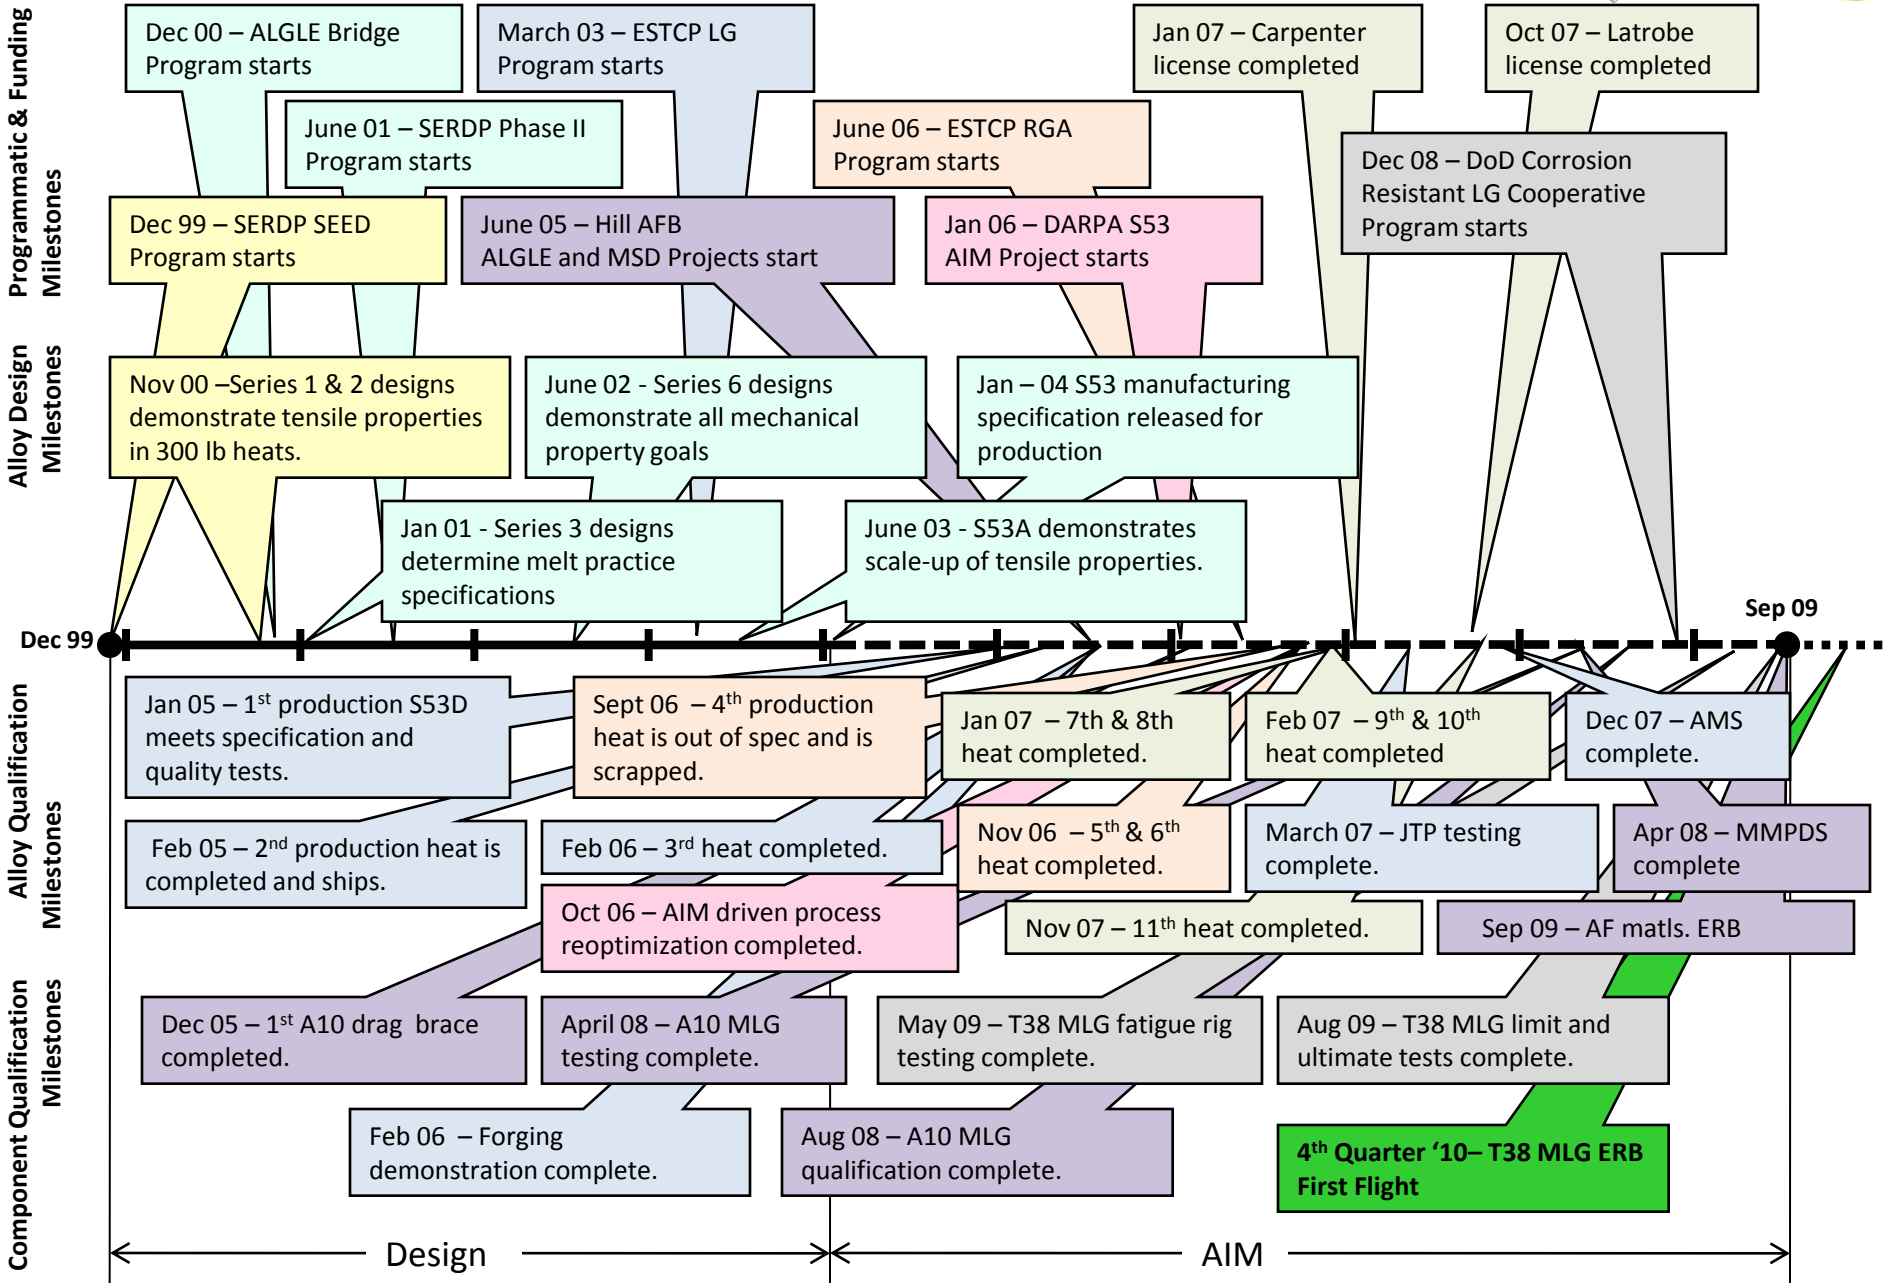 Programmatic & Funding
Milestones
Dec 00 – ALGLE Bridge
Program starts
March 03 – ESTCP LG
Program starts
Jan 07 – Carpenter
license completed
Oct 07 – Latrobe
license completed
June 01 – SERDP Phase II
Program starts
June 06 – ESTCP RGA
Program starts
Dec 08 – DoD Corrosion
Resistant LG Cooperative
Program starts
Dec 99 – SERDP SEED
Program starts
June 05 – Hill AFB
ALGLE and MSD Projects start
Jan 06 – DARPA S53
AIM Project starts
Alloy Design
Milestones
Nov 00 –Series 1 & 2 designs
demonstrate tensile properties
in 300 lb heats.
June 02 - Series 6 designs
demonstrate all mechanical
property goals
Jan – 04 S53 manufacturing
specification released for
production
Jan 01 - Series 3 designs
determine melt practice
specifications
June 03 - S53A demonstrates
scale-up of tensile properties.
Dec 99
Sep 09
Alloy Qualification
Milestones
Jan 05 – 1st production S53D
meets specification and
quality tests.
Sept 06 – 4th production
heat is out of spec and is
scrapped.
Jan 07 – 7th & 8th
heat completed.
Feb 07 – 9th & 10th
heat completed
Dec 07 – AMS
complete.
Feb 05 – 2nd production heat is
completed and ships.
Feb 06 – 3rd heat completed.
Nov 06 – 5th & 6th
heat completed.
March 07 – JTP testing
complete.
Apr 08 – MMPDS
complete
Oct 06 – AIM driven process
reoptimization completed.
Nov 07 – 11th heat completed.
Sep 09 – AF matls. ERB
Component Qualification
Milestones
Dec 05 – 1st A10 drag brace
completed.
April 08 – A10 MLG
testing complete.
May 09 – T38 MLG fatigue rig
testing complete.
Aug 09 – T38 MLG limit and
ultimate tests complete.
Feb 06 – Forging
demonstration complete.
Aug 08 – A10 MLG
qualification complete.
4th Quarter ‘10– T38 MLG ERB
First Flight
Design
AIM